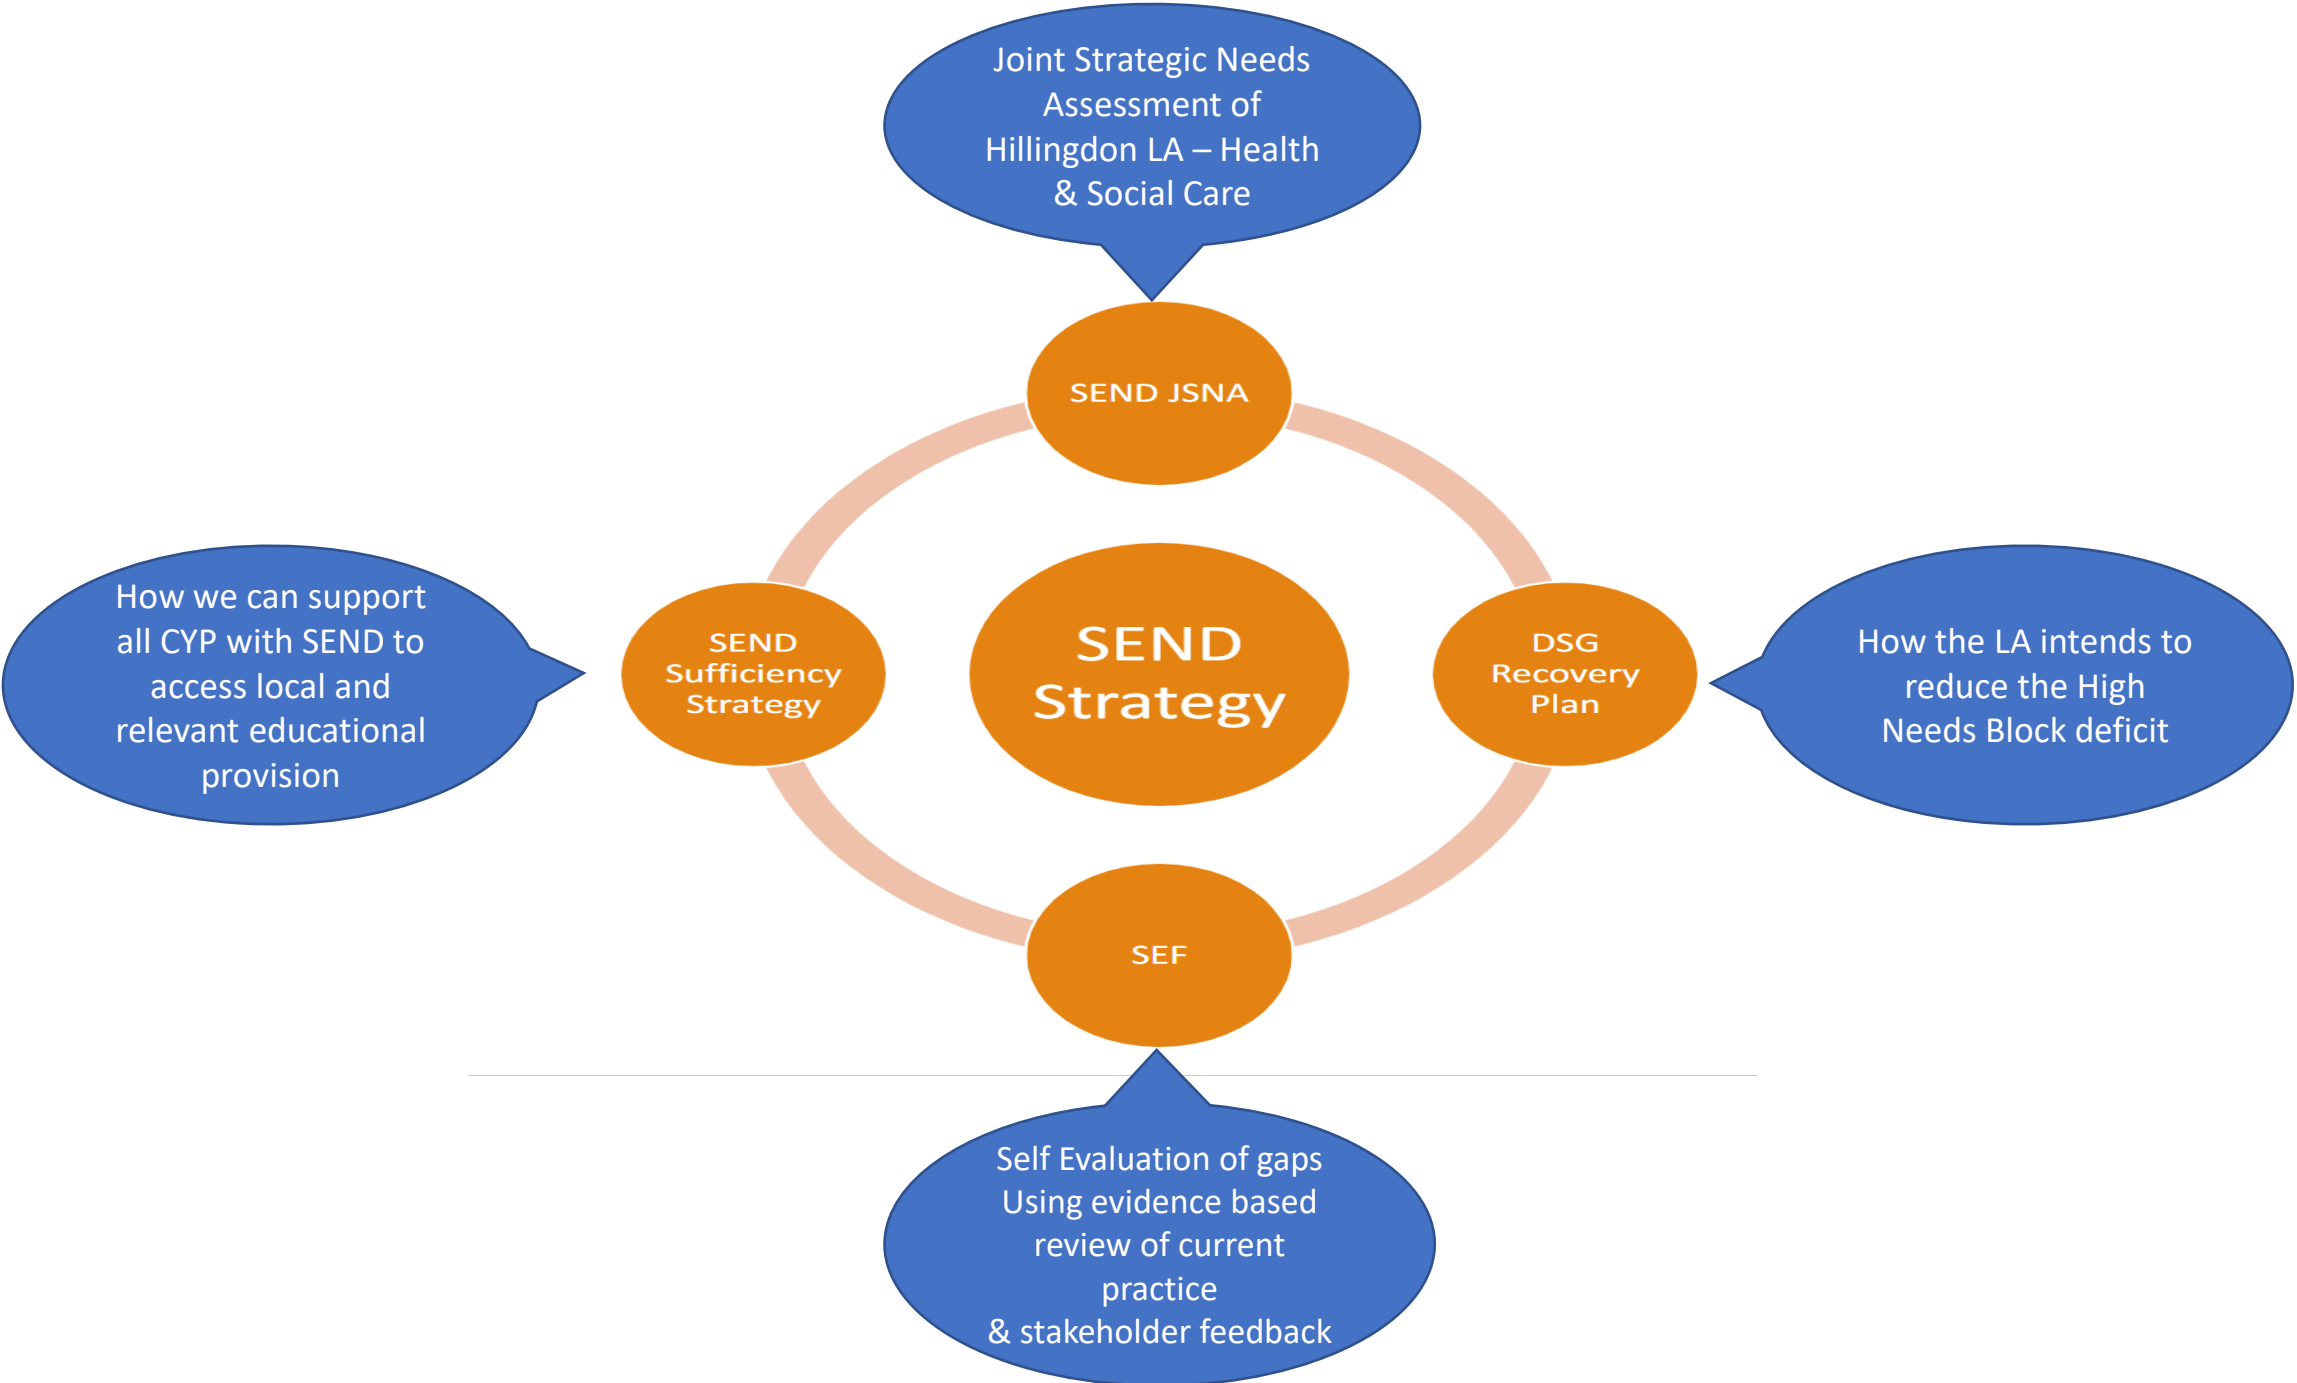 Joint Strategic Needs
Assessment of
Hillingdon LA – Health
& Social Care
SEND JSNA
How we can support
all CYP with SEND to
access local and
relevant educational
provision
SEND
Sufficiency
Strategy
SEND
Strategy
DSG
Recovery
Plan
How the LA intends to
reduce the High
Needs Block deficit
SEF
Self Evaluation of gaps
Using evidence based
review of current
practice
& stakeholder feedback